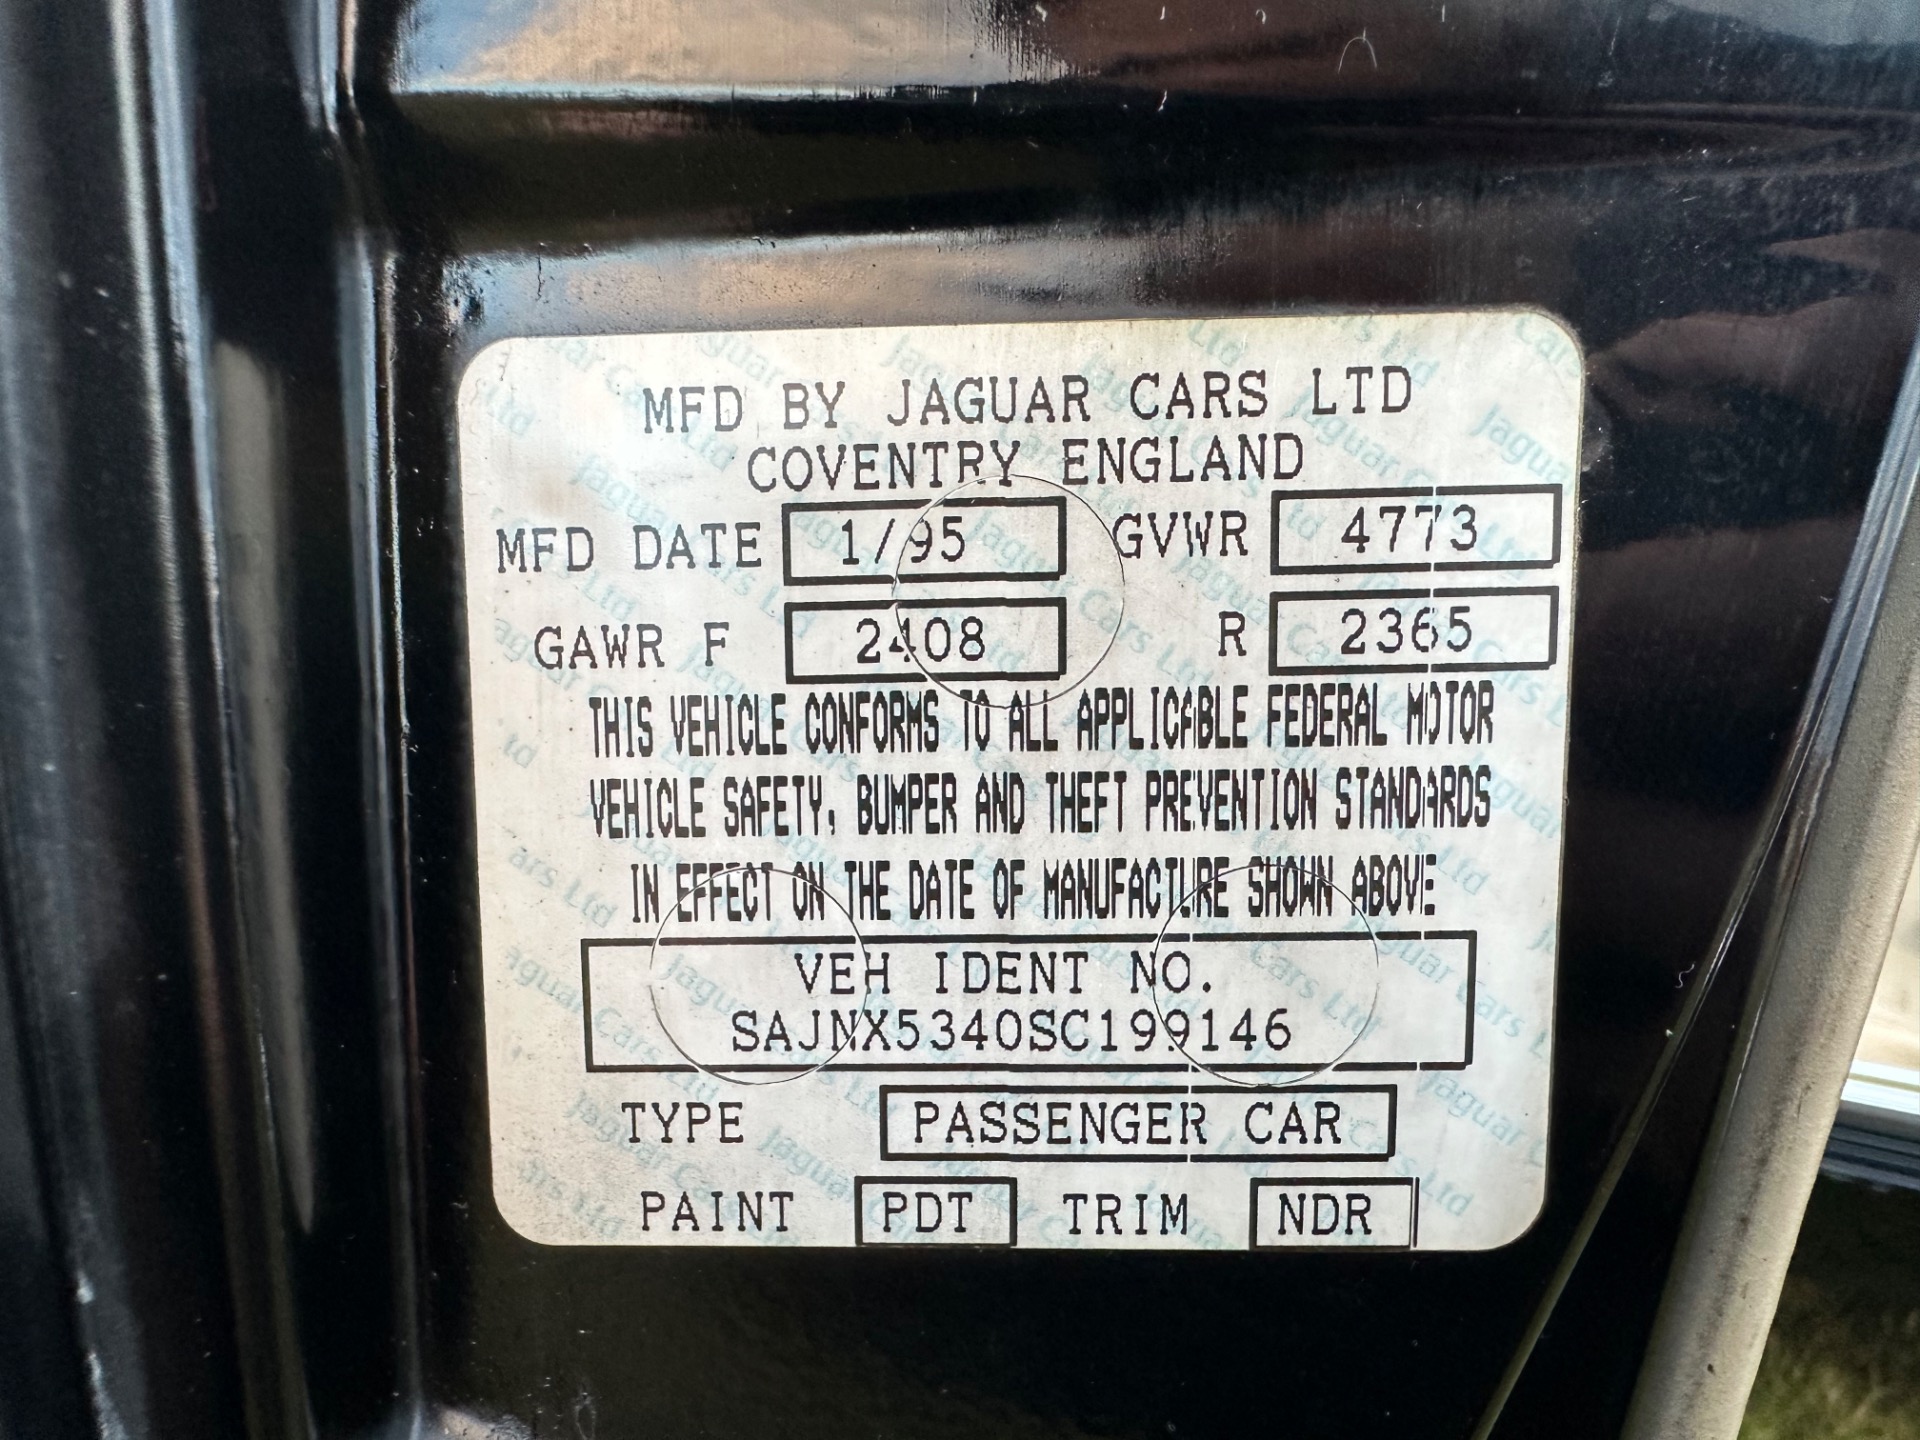 MFD BY JAGUAR CARS LTD
COVENTRY ENGLAND
MFD DATE 1/95 GVWR 4773
GAWR F 2408 R 2365
THIS VEHICLE CONFORMS TO ALL APPLICABLE FEDERAL MOTOR
VEHICLE SAFETY, BUMPER AND THEFT PREVENTION STANDARDS
IN EFFECT ON THE DATE OF MANUFACTURE SHOWN ABOVE
VEH IDENT NO.
SAJNX5340SC199146
TYPE PASSENGER CAR
PAINT PDT TRIM NDR